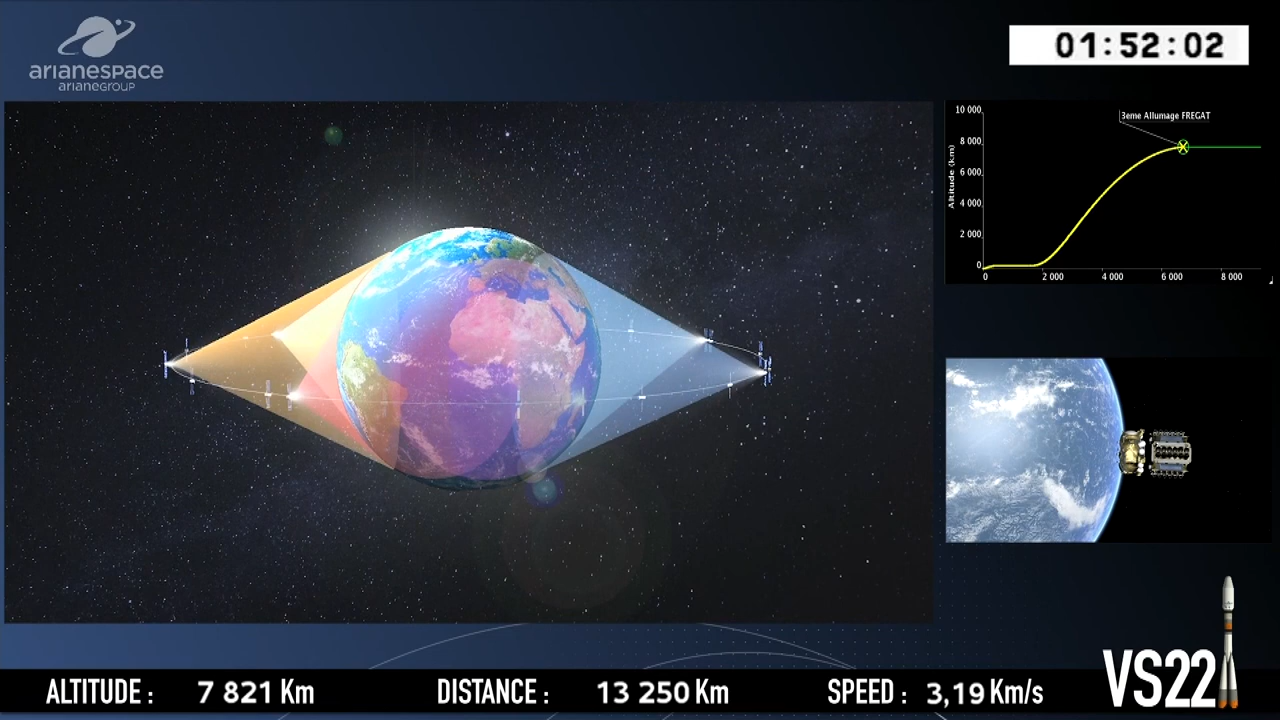 arianespace
arianeGROUP
01:52:02
10 000
8 000
6 000
4 000
2 000
0
Altitude (km)
3eme Allumage FREGAT
0
2 000
4 000
6 000
8 000
VS22
ALTITUDE : 7 821 Km
DISTANCE : 13 250 Km
SPEED : 3,19 Km/s